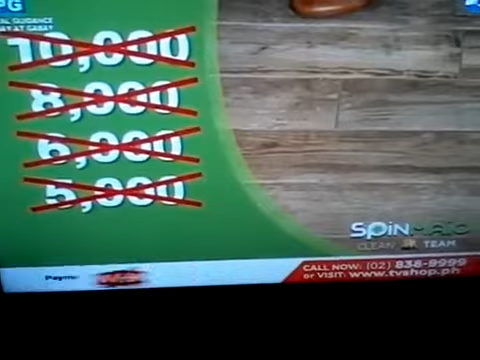 PG
10,000
8,000
6,000
5,000
SPINMATIC
CLEAN TEAM
CALL NOW: (02) 838-9999
or VISIT: www.tvshop.ph